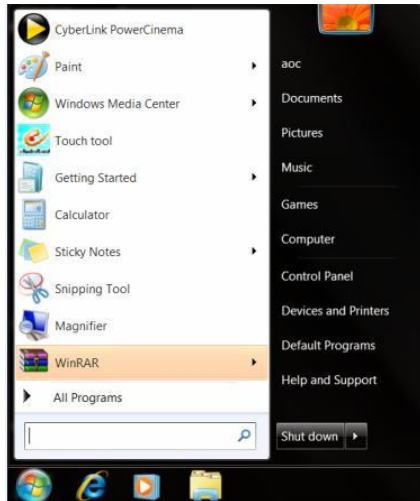 CyberLink PowerCinema
Paint
Windows Media Center
Touch tool
Getting Started
Calculator
Sticky Notes
Snipping Tool
Magnifier
WinRAR
All Programs
aoc
Documents
Pictures
Music
Games
Computer
Control Panel
Devices and Printers
Default Programs
Help and Support
Shut down